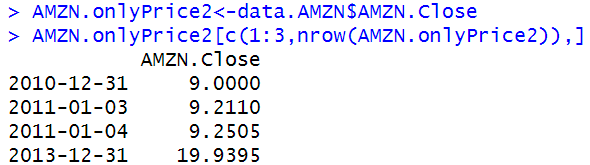 > AMZN.onlyPrice2<-data.AMZN$AMZN.Close
> AMZN.onlyPrice2[c(1:3,nrow(AMZN.onlyPrice2)),]
AMZN.Close
2010-12-31 9.0000
2011-01-03 9.2110
2011-01-04 9.2505
2013-12-31 19.9395